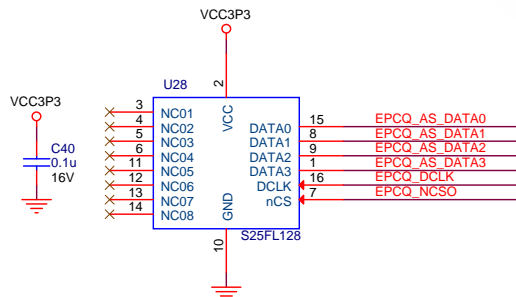 VCC3P3
U28
VCC3P3
C40
0.1u
16V
2
VCC
3 NC01
4 NC02
5 NC03
6 NC04
11 NC05
12 NC06
13 NC07
14 NC08
DATA0 15 EPCQ_AS_DATA0
DATA1 8 EPCQ_AS_DATA1
DATA2 9 EPCQ_AS_DATA2
DATA3 1 EPCQ_AS_DATA3
DCLK 16 EPCQ_DCLK
nCS 7 EPCQ_NCSO
GND
10
S25FL128